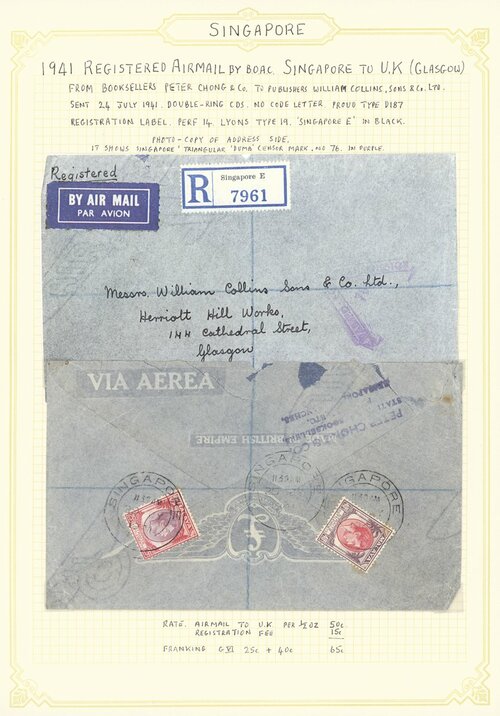 SINGAPORE
1941 REGISTERED AIRMAIL BY BOAC. SINGAPORE TO U.K (GLASGOW)
FROM BOOKSELLERS PETER CHONG & Co. TO PUBLISHERS WILLIAM COLLINS, SONS & Co. LTD.
SENT 24 JULY 1941. DOUBLE-RING CDS. NO CODE LETTER. PROUD TYPE D187
REGISTRATION LABEL. PERF 14. LYONS TYPE 19. 'SINGAPORE E' IN BLACK.
PHOTO-COPY OF ADDRESS SIDE.
IT SHOWS SINGAPORE' TRIANGULAR 'PUMA' CENSOR MARK. NO 76. IN PURPLE.
Registered
BY AIR MAIL
PAR AVION
R
Singapore E
7961
Messrs. William Collins Sons & Co. Ltd.,
Herriott Hill Works,
144 Cathedral Street,
Glasgow
VIA AEREA
PETER CHONG
BRITISH EMPIRE
SINGAPORE
SINGAPORE
SINGAPORE
RATE. AIRMAIL TO U.K PER ½ OZ 50c
REGISTRATION FEE 15c
FRANKING GVI 25c + 40c 65c